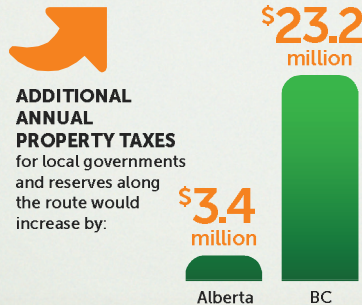 ADDITIONAL
ANNUAL
PROPERTY TAXES
for local governments
and reserves along
the route would
increase by:
$3.4
million
Alberta
$23.2
million
BC